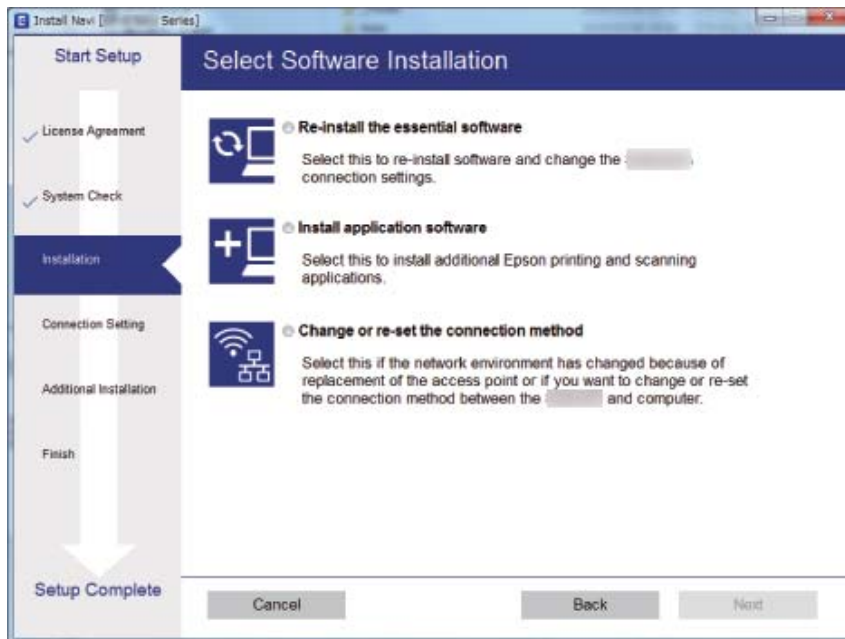 Install Navi [ Series]
Start Setup
Select Software Installation
License Agreement
System Check
Installation
Connection Setting
Additional Installation
Finish
Setup Complete
Re-install the essential software
Select this to re-install software and change the
connection settings.
Install application software
Select this to install additional Epson printing and scanning
applications.
Change or re-set the connection method
Select this if the network environment has changed because of
replacement of the access point or if you want to change or re-set
the connection method between the and computer.
Cancel
Back
Next